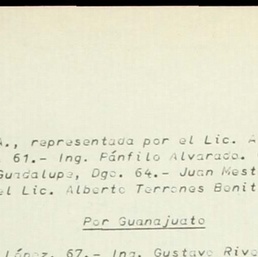 A., representada por el Lic. A
61.- Ing. Pánfilo Alvarado.
Guadalupe, Dgo. 64.- Juan Mest
el Lic. Alberto Terrones Benit
Por Guanajuato
López. 67.- Ing. Gustavo Rive